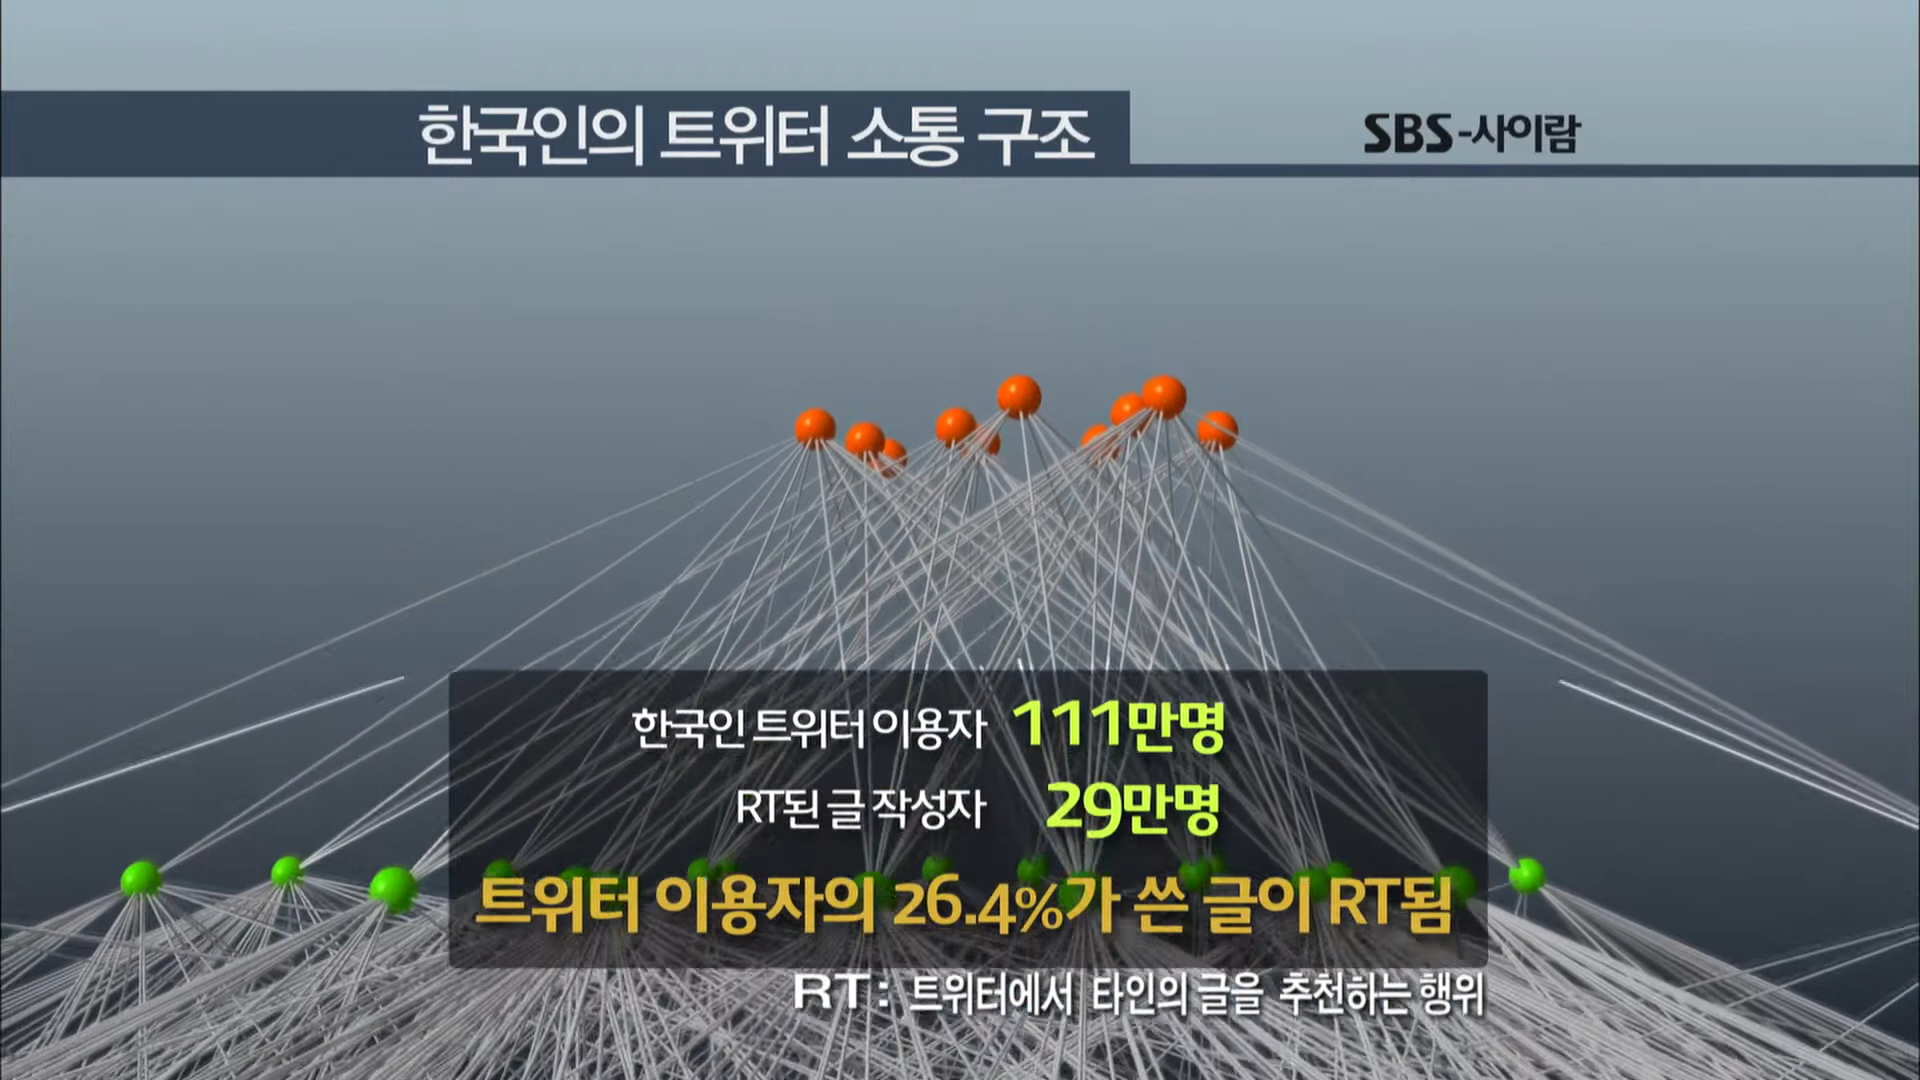 한국인의 트위터 소통 구조
SBS-사이람
한국인 트위터 이용자 111만명
RT된 글 작성자 29만명
트위터 이용자의 26.4%가 쓴 글이 RT됨
RT : 트위터에서 타인의 글을 추천하는 행위